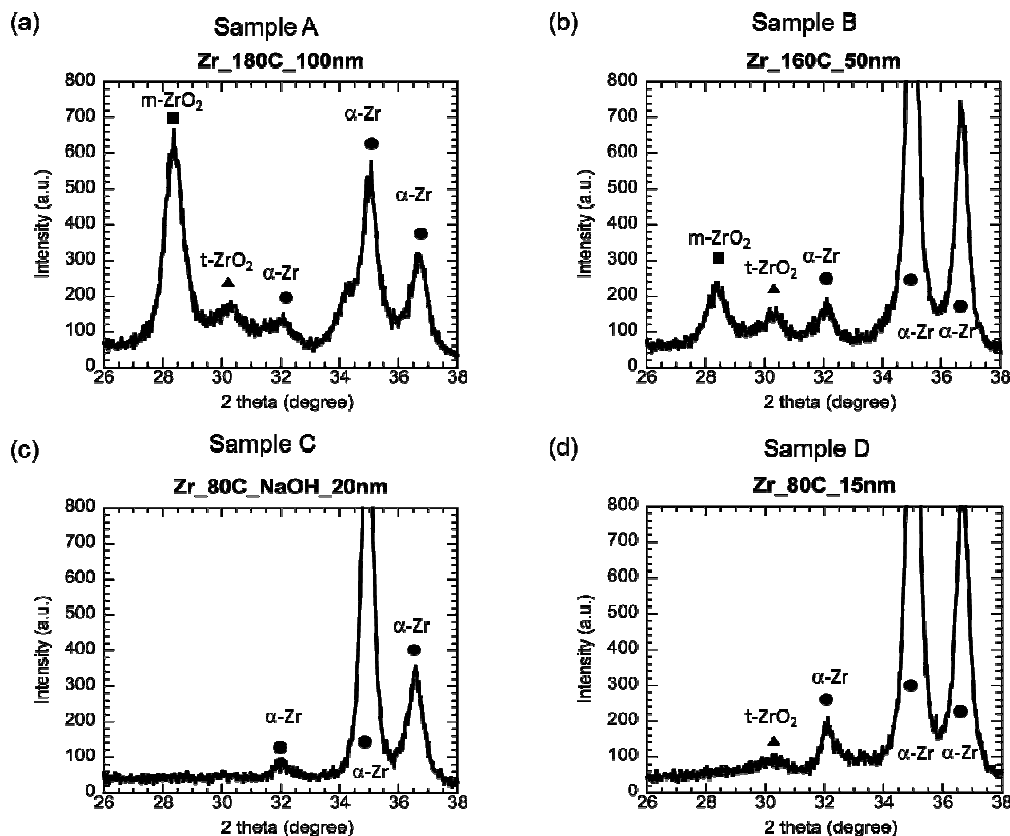 (a)
Sample A
Zr_180C_100nm
800
700
600
500
400
300
200
100
0
Intensity (a.u.)
m-ZrO₂
t-ZrO₂
α-Zr
α-Zr
α-Zr
26 28 30 32 34 36 38
2 theta (degree)
(b)
Sample B
Zr_160C_50nm
800
700
600
500
400
300
200
100
0
Intensity (a.u.)
m-ZrO₂
t-ZrO₂
α-Zr
α-Zr α-Zr
26 28 30 32 34 36 38
2 theta (degree)
(c)
Sample C
Zr_80C_NaOH_20nm
800
700
600
500
400
300
200
100
0
Intensity (a.u.)
α-Zr
α-Zr
α-Zr
26 28 30 32 34 36 38
2 theta (degree)
(d)
Sample D
Zr_80C_15nm
800
700
600
500
400
300
200
100
0
Intensity (a.u.)
t-ZrO₂
α-Zr
α-Zr α-Zr
26 28 30 32 34 36 38
2 theta (degree)